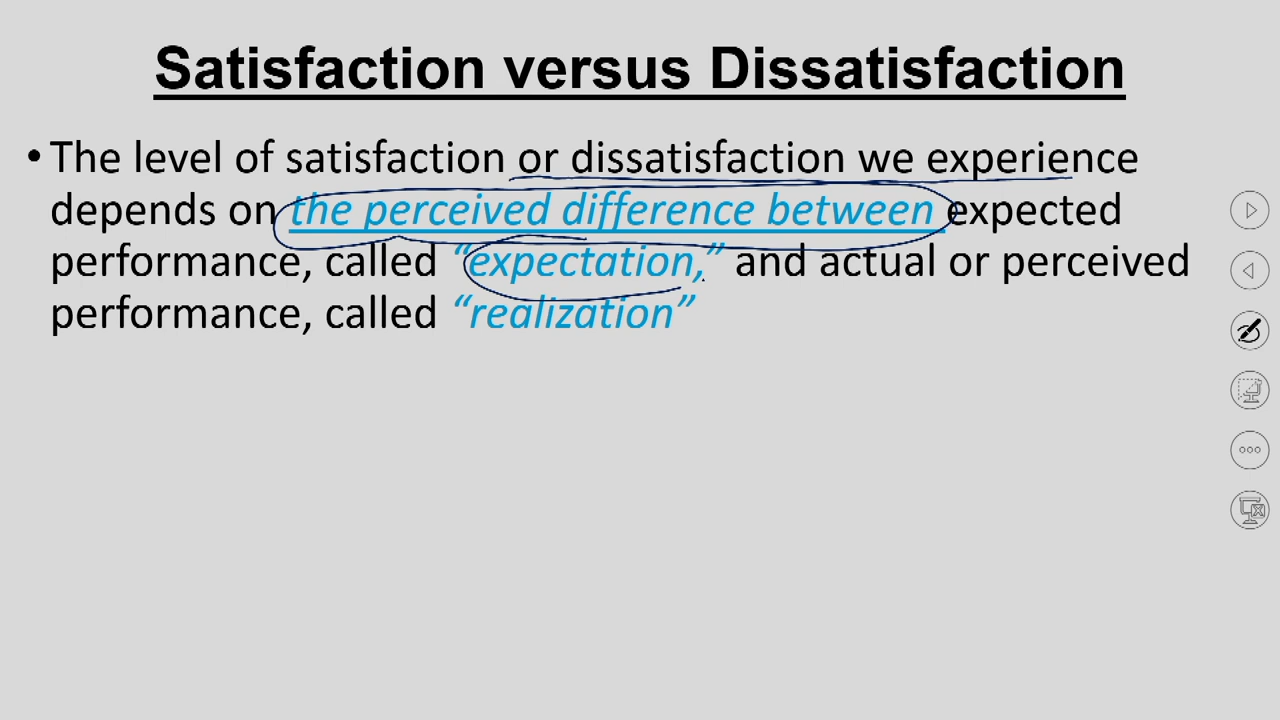 Satisfaction versus Dissatisfaction
• The level of satisfaction or dissatisfaction we experience
depends on the perceived difference between expected
performance, called “expectation,” and actual or perceived
performance, called “realization”